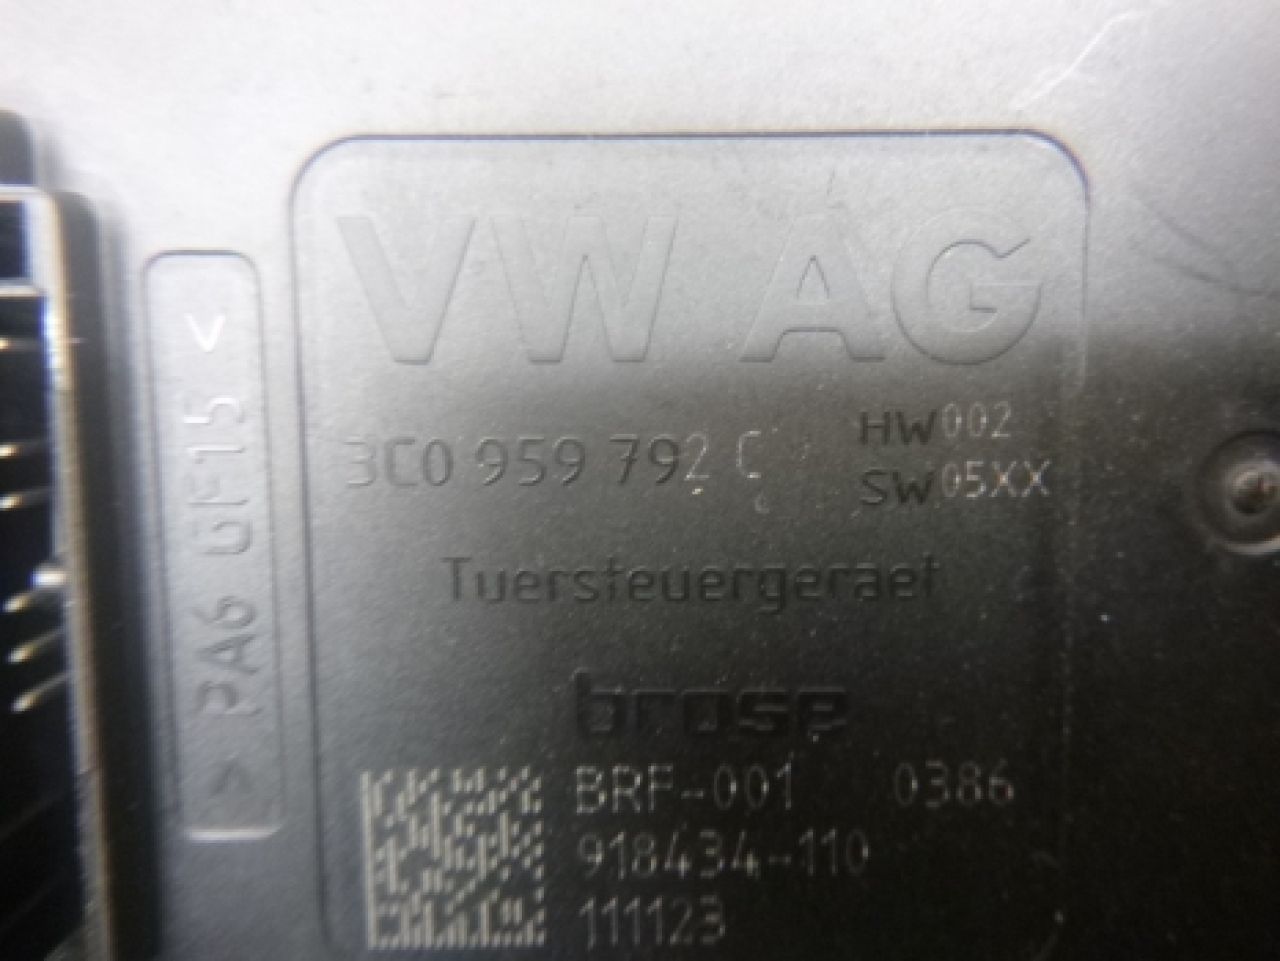 VW AG
3C0 959 792 C
HW002
SW05XX
Tuersteuergeraet
brose
BRF-001 0386
918434-110
111123
>PA6 GF15<